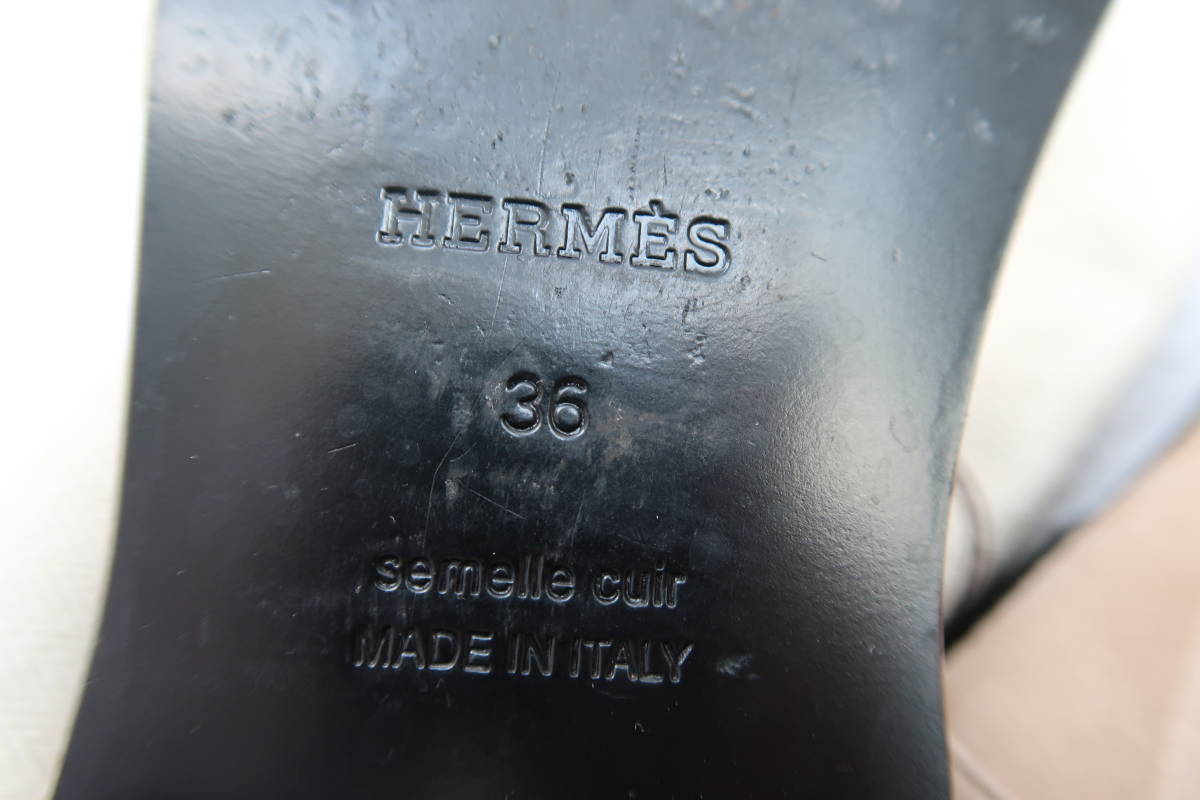 HERMÈS
36
semelle cuir
MADE IN ITALY